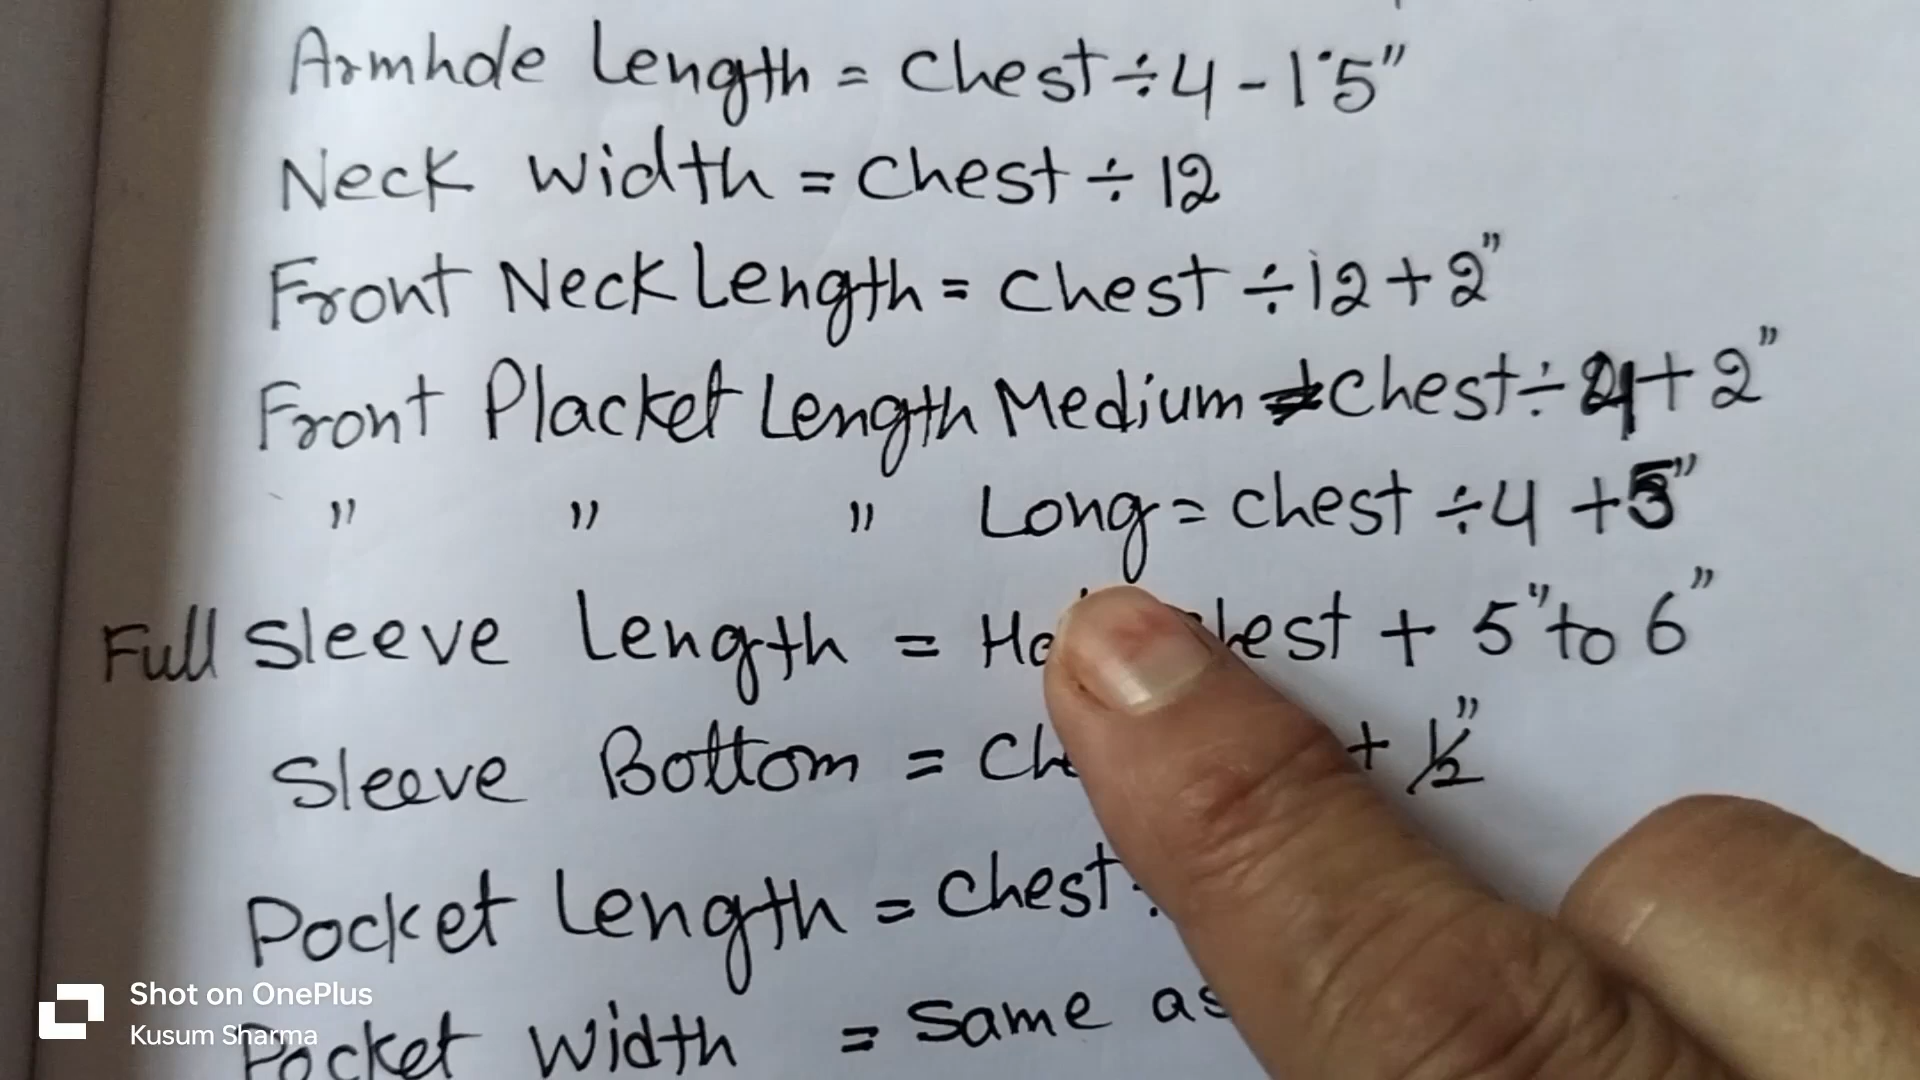 Armhole Length = Chest ÷ 4 - 1.5"
Neck Width = Chest ÷ 12
Front Neck Length = Chest ÷ 12 + 2"
Front Placket Length Medium = Chest ÷ 4 + 2"
" " " Long = Chest ÷ 4 + 5"
Full Sleeve Length = + 5" to 6"
Sleeve Bottom = + 1/2"
Pocket Length = Chest
Pocket Width = Same as
Shot on OnePlus
Kusum Sharma